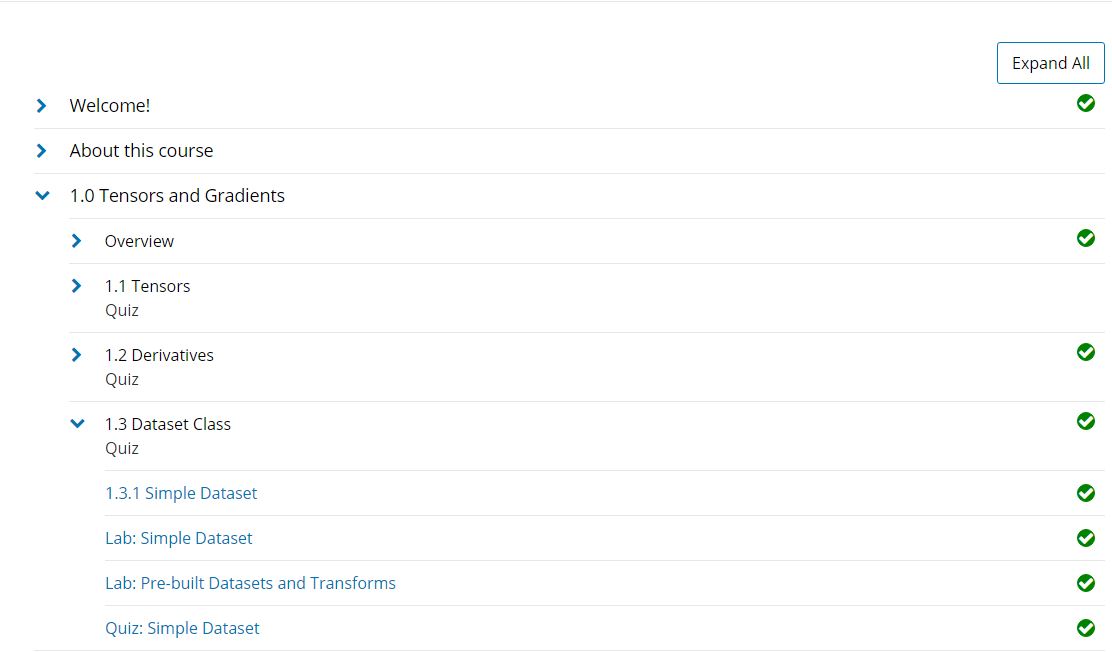 Expand All
Welcome!
About this course
1.0 Tensors and Gradients
Overview
1.1 Tensors
Quiz
1.2 Derivatives
Quiz
1.3 Dataset Class
Quiz
1.3.1 Simple Dataset
Lab: Simple Dataset
Lab: Pre-built Datasets and Transforms
Quiz: Simple Dataset